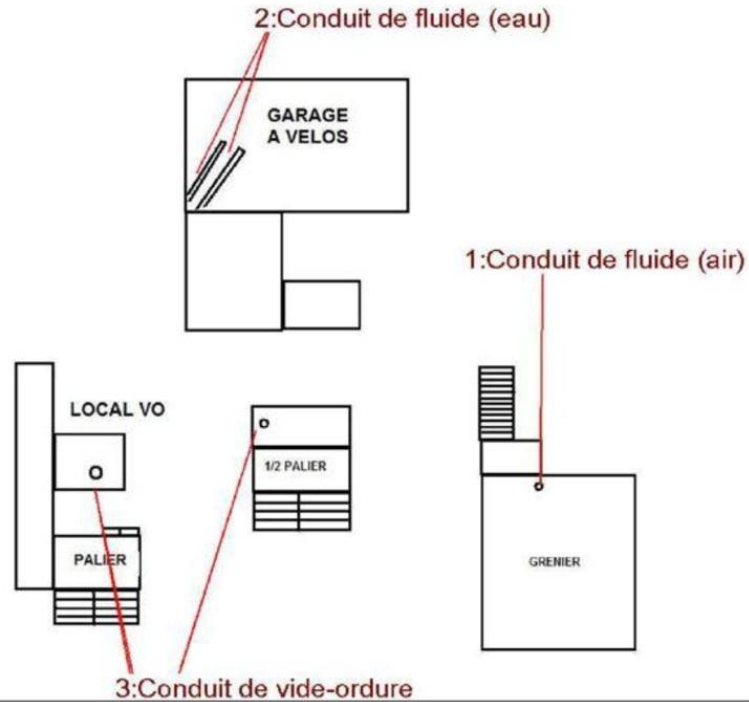 2:Conduit de fluide (eau)
GARAGE
A VELOS
1:Conduit de fluide (air)
LOCAL VO
1/2 PALIER
PALIER
GRENIER
3:Conduit de vide-ordure